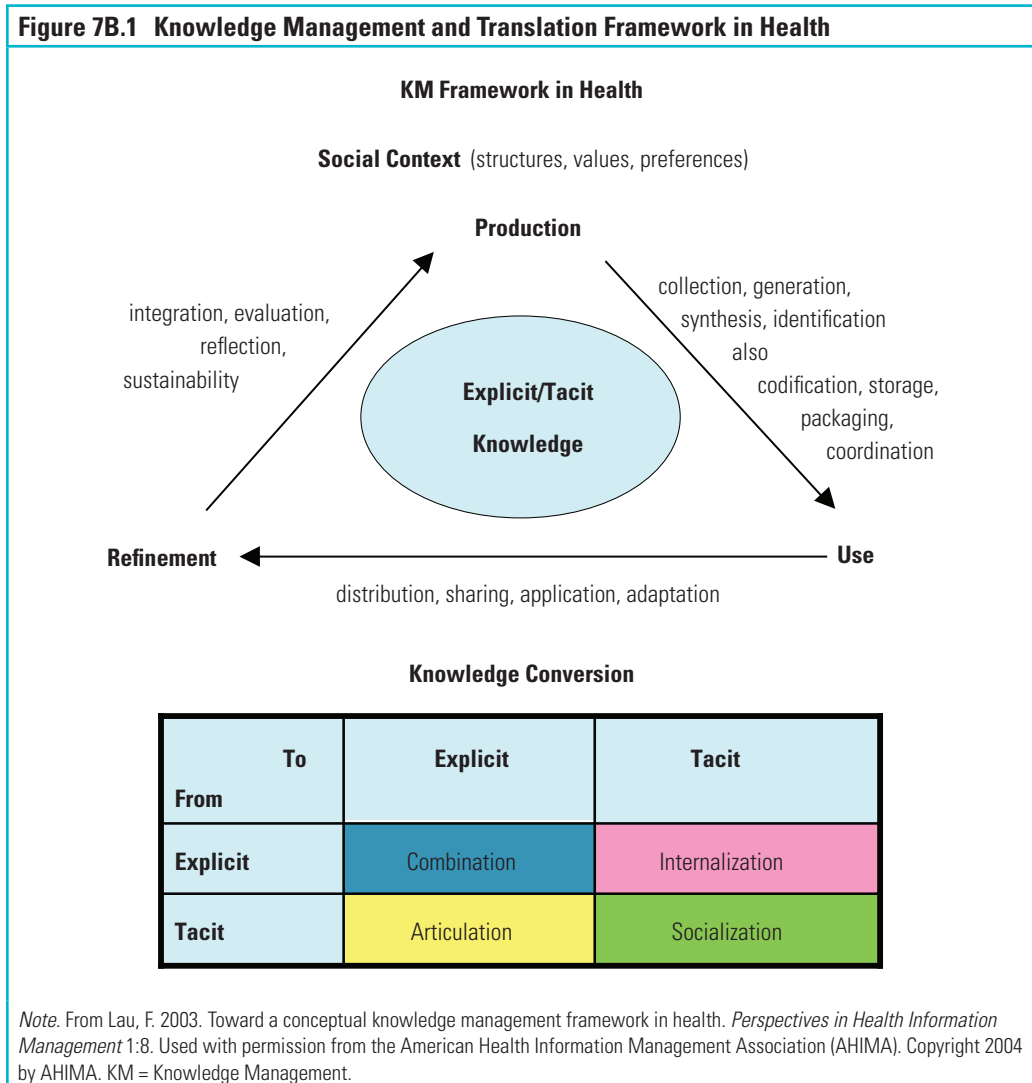 Figure 7B.1 Knowledge Management and Translation Framework in Health
KM Framework in Health
Social Context (structures, values, preferences)
Production
integration, evaluation,
reflection,
sustainability
collection, generation,
synthesis, identification
also
codification, storage,
packaging,
coordination
Explicit/Tacit
Knowledge
Refinement
Use
distribution, sharing, application, adaptation
Knowledge Conversion
To
From
Explicit
Tacit
Explicit
Combination
Internalization
Tacit
Articulation
Socialization
Note. From Lau, F. 2003. Toward a conceptual knowledge management framework in health. Perspectives in Health Information
Management 1:8. Used with permission from the American Health Information Management Association (AHIMA). Copyright 2004
by AHIMA. KM = Knowledge Management.